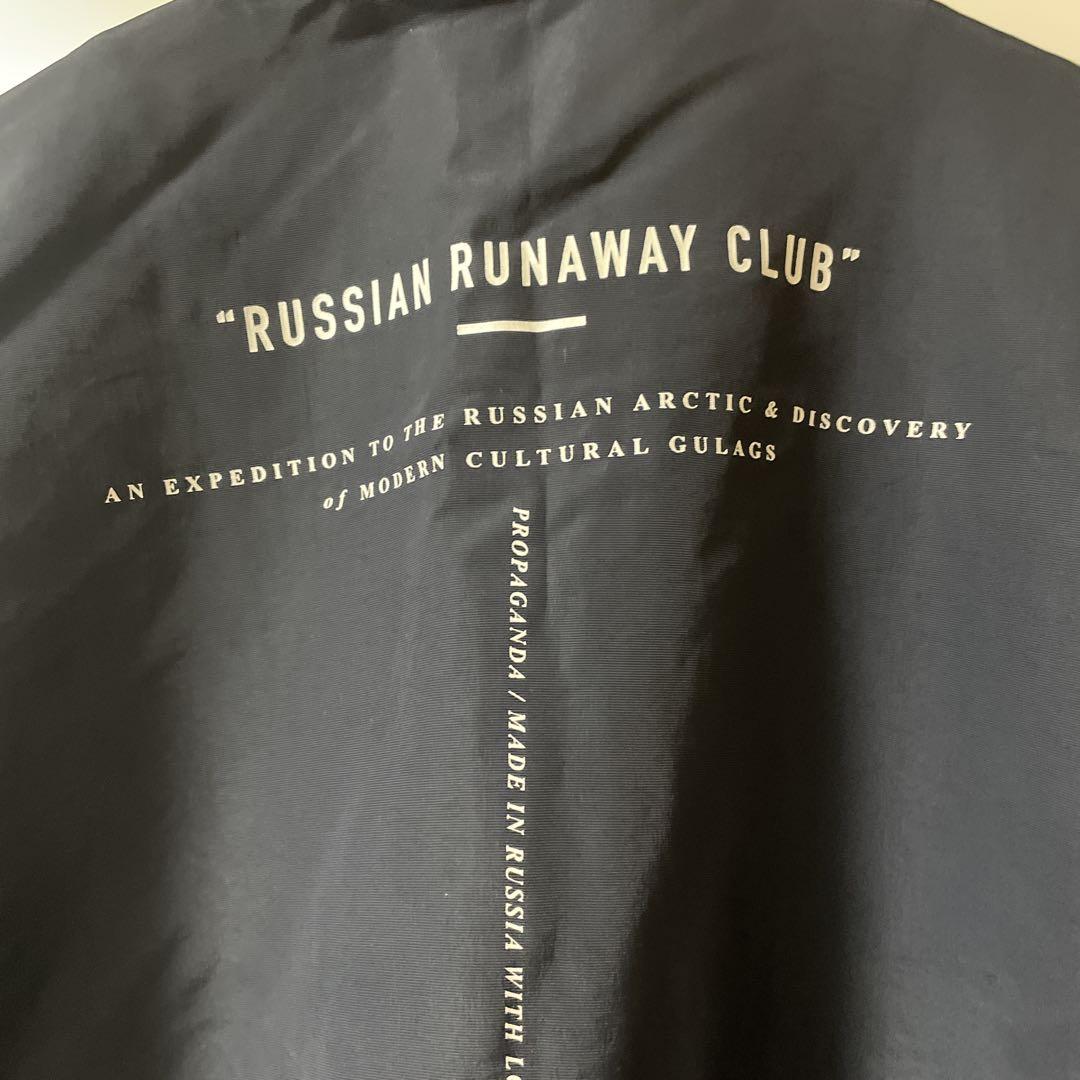 “RUSSIAN RUNAWAY CLUB”
AN EXPEDITION TO THE RUSSIAN ARCTIC & DISCOVERY
of MODERN CULTURAL GULAGS
PROPAGANDA / MADE IN RUSSIA WITH